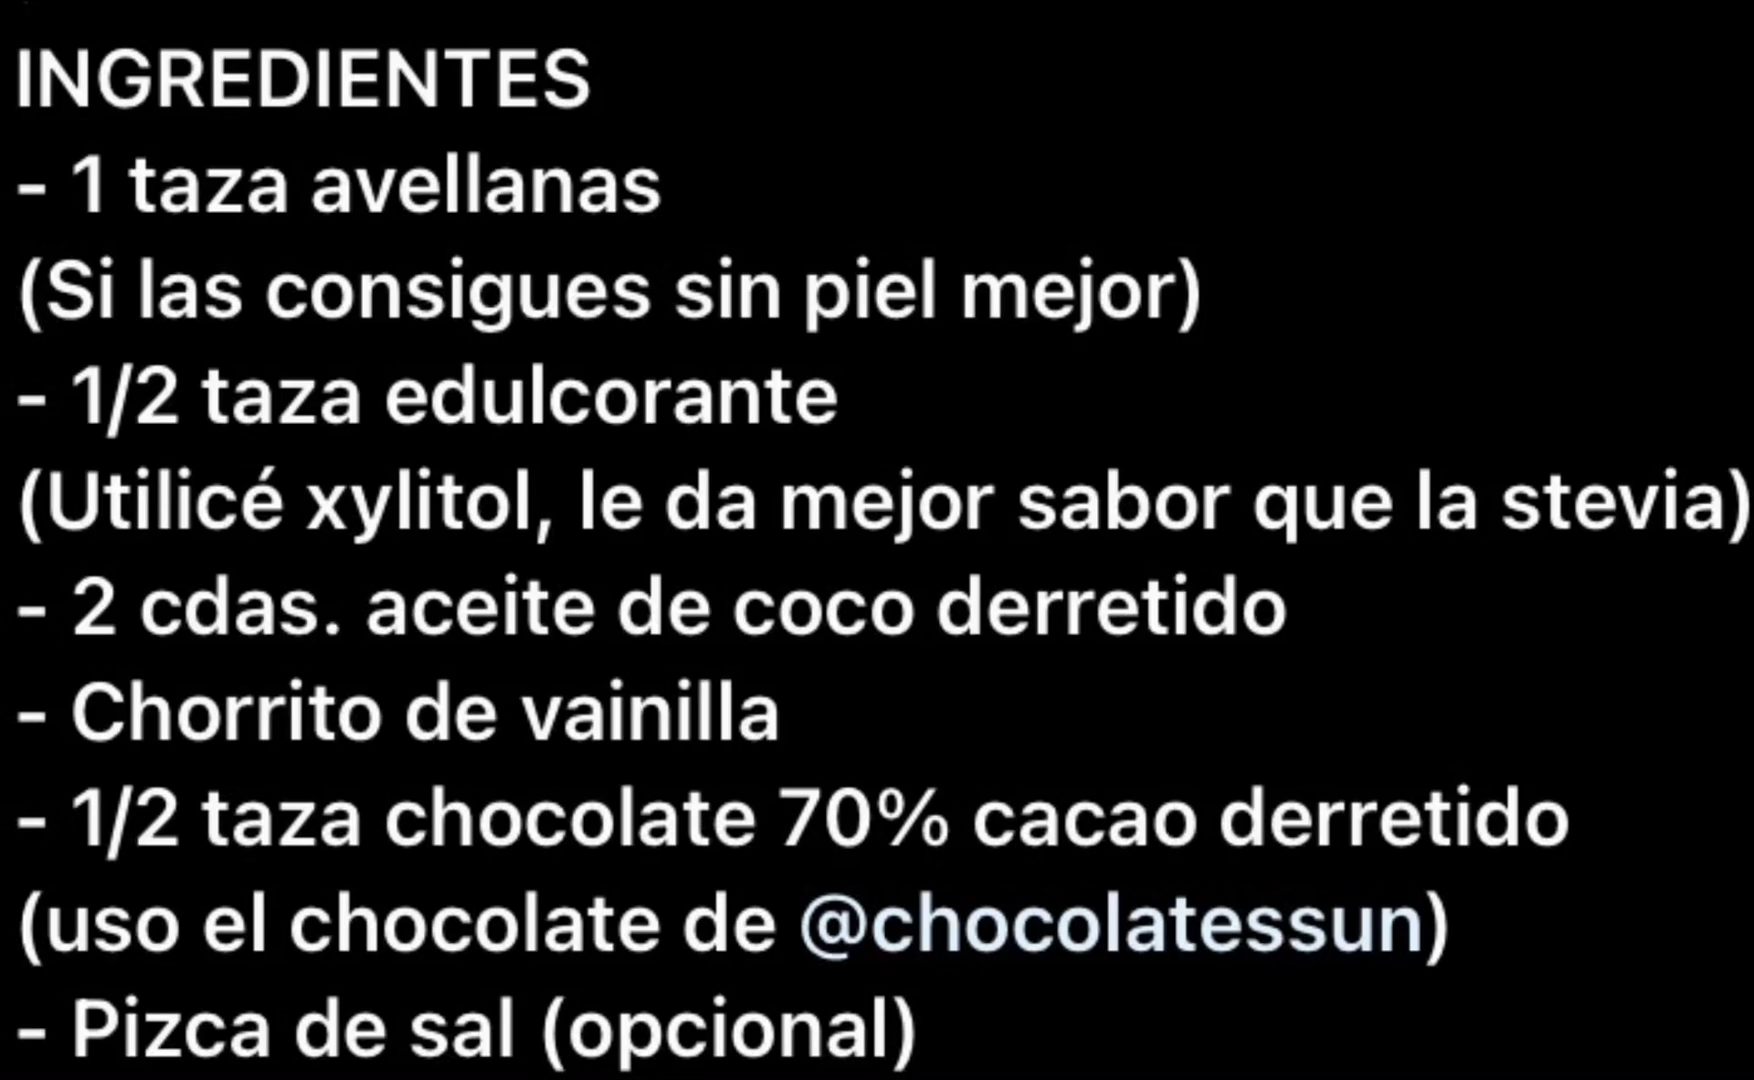 INGREDIENTES
- 1 taza avellanas
(Si las consigues sin piel mejor)
- 1/2 taza edulcorante
(Utilicé xylitol, le da mejor sabor que la stevia)
- 2 cdas. aceite de coco derretido
- Chorrito de vainilla
- 1/2 taza chocolate 70% cacao derretido
(uso el chocolate de @chocolatessun)
- Pizca de sal (opcional)